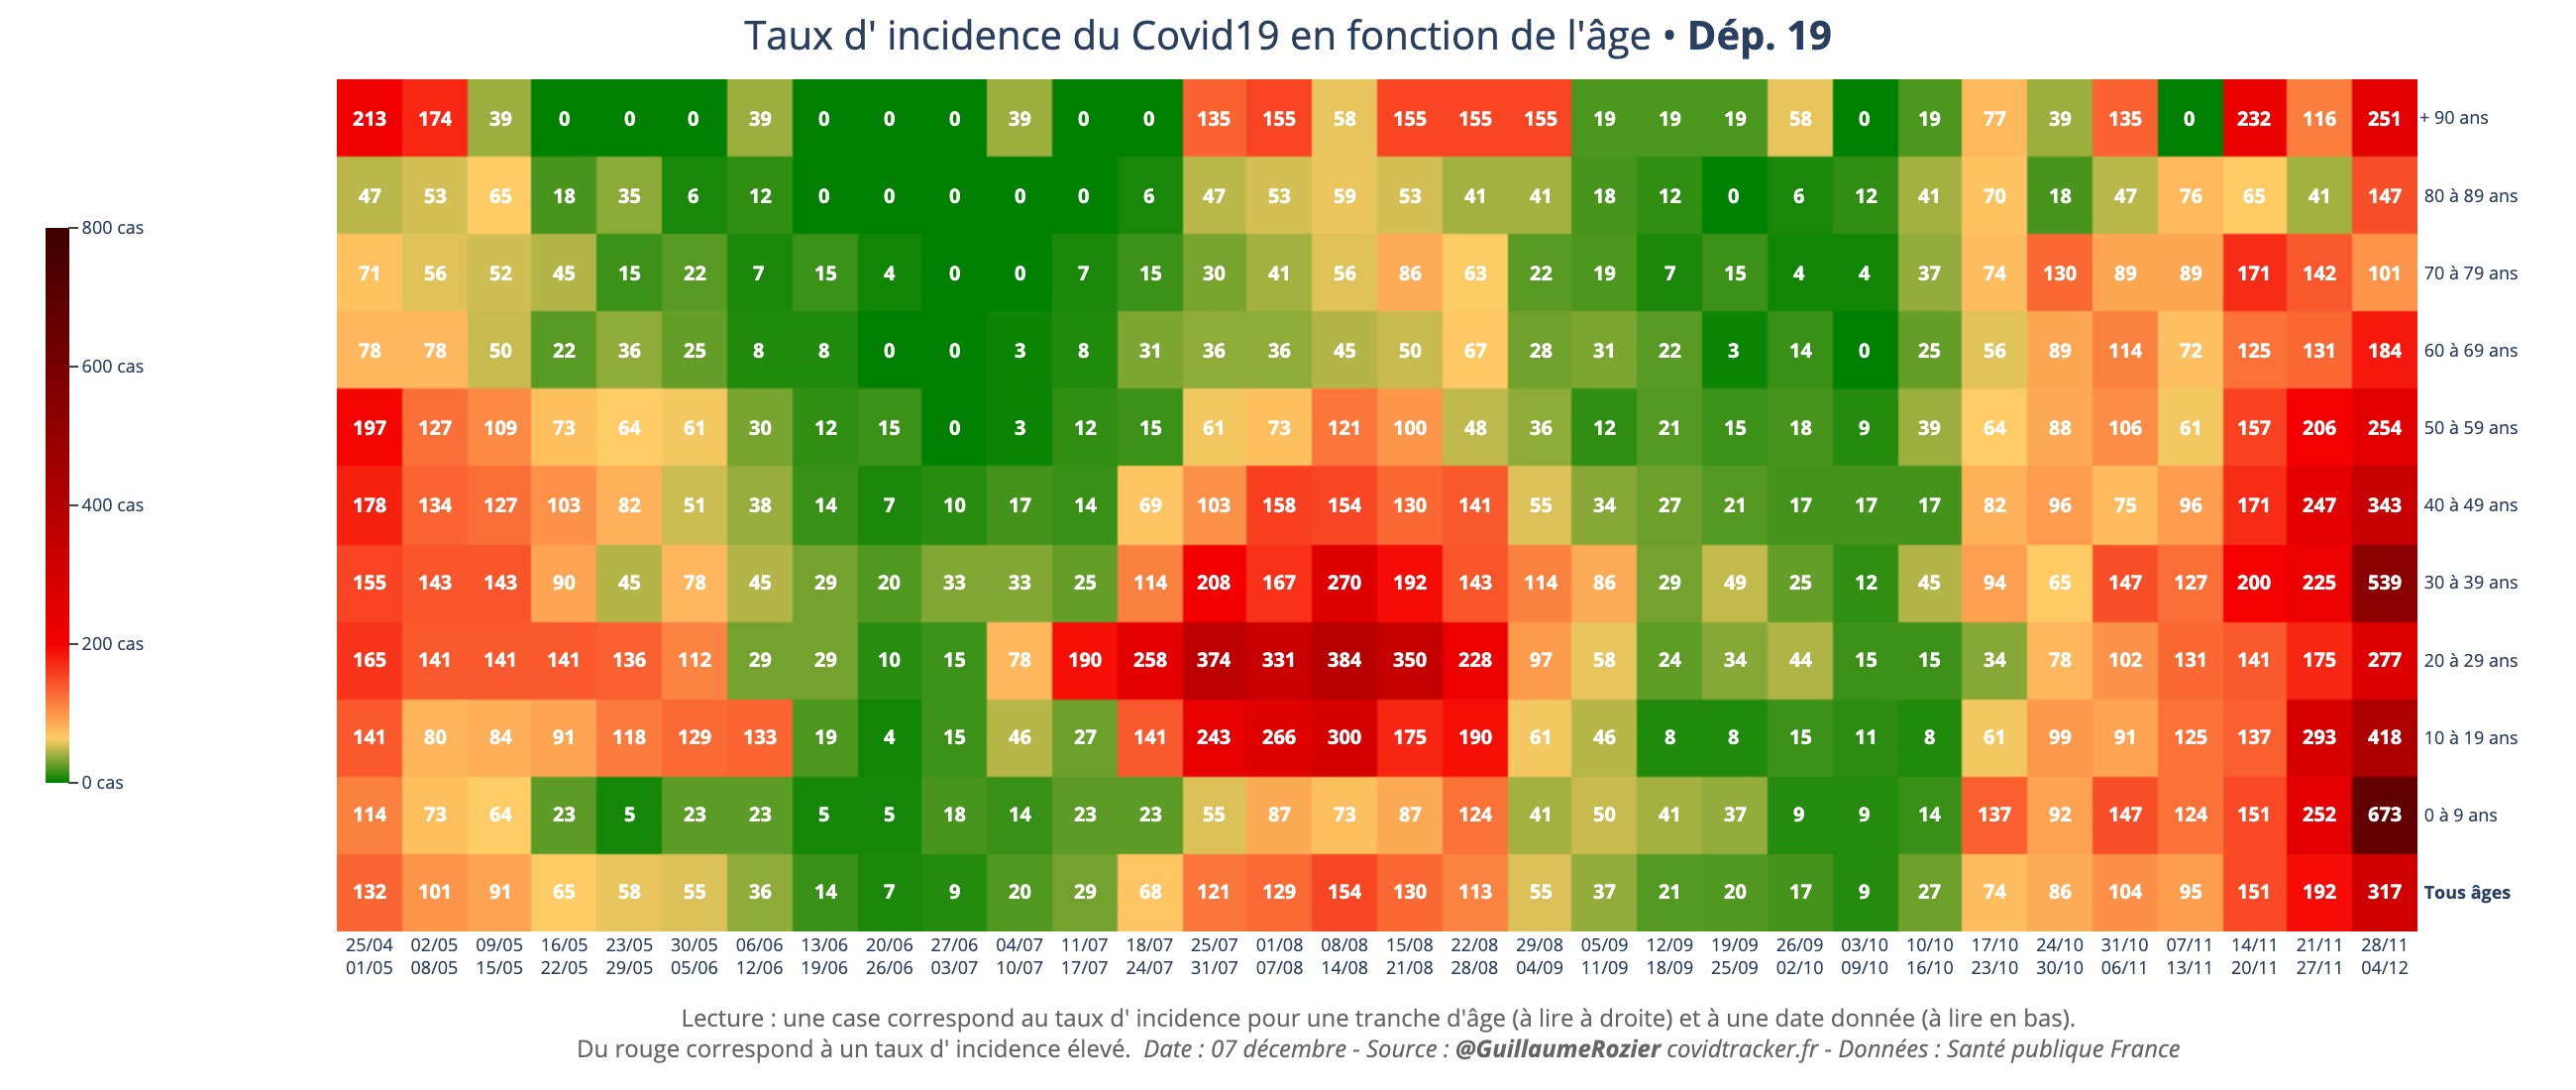 Taux d' incidence du Covid19 en fonction de l'âge • Dép. 19
213 174 39 0 0 0 39 0 0 0 39 0 0 135 155 58 155 155 155 19 19 19 58 0 19 77 39 135 0 232 116 251 + 90 ans
47 53 65 18 35 6 12 0 0 0 0 0 6 47 53 59 53 41 41 18 12 0 6 12 41 70 18 47 76 65 41 147 80 à 89 ans
800 cas
71 56 52 45 15 22 7 15 4 0 0 7 15 30 41 56 86 63 22 19 7 15 4 4 37 74 130 89 89 171 142 101 70 à 79 ans
78 78 50 22 36 25 8 8 0 0 3 8 31 36 36 45 50 67 28 31 22 3 14 0 25 56 89 114 72 125 131 184 60 à 69 ans
600 cas
197 127 109 73 64 61 30 12 15 0 3 12 15 61 73 121 100 48 36 12 21 15 18 9 39 64 88 106 61 157 206 254 50 à 59 ans
400 cas
178 134 127 103 82 51 38 14 7 10 17 14 69 103 158 154 130 141 55 34 27 21 17 17 17 82 96 75 96 171 247 343 40 à 49 ans
155 143 143 90 45 78 45 29 20 33 33 25 114 208 167 270 192 143 114 86 29 49 25 12 45 94 65 147 127 200 225 539 30 à 39 ans
200 cas
165 141 141 141 136 112 29 29 10 15 78 190 258 374 331 384 350 228 97 58 24 34 44 15 15 34 78 102 131 141 175 277 20 à 29 ans
141 80 84 91 118 129 133 19 4 15 46 27 141 243 266 300 175 190 61 46 8 8 15 11 8 61 99 91 125 137 293 418 10 à 19 ans
0 cas
114 73 64 23 5 23 23 5 5 18 14 23 23 55 87 73 87 124 41 50 41 37 9 9 14 137 92 147 124 151 252 673 0 à 9 ans
132 101 91 65 58 55 36 14 7 9 20 29 68 121 129 154 130 113 55 37 21 20 17 9 27 74 86 104 95 151 192 317 Tous âges
25/04 02/05 09/05 16/05 23/05 30/05 06/06 13/06 20/06 27/06 04/07 11/07 18/07 25/07 01/08 08/08 15/08 22/08 29/08 05/09 12/09 19/09 26/09 03/10 10/10 17/10 24/10 31/10 07/11 14/11 21/11 28/11
01/05 08/05 15/05 22/05 29/05 05/06 12/06 19/06 26/06 03/07 10/07 17/07 24/07 31/07 07/08 14/08 21/08 28/08 04/09 11/09 18/09 25/09 02/10 09/10 16/10 23/10 30/10 06/11 13/11 20/11 27/11 04/12
Lecture : une case correspond au taux d' incidence pour une tranche d'âge (à lire à droite) et à une date donnée (à lire en bas).
Du rouge correspond à un taux d' incidence élevé. Date : 07 décembre - Source : @GuillaumeRozier covidtracker.fr - Données : Santé publique France